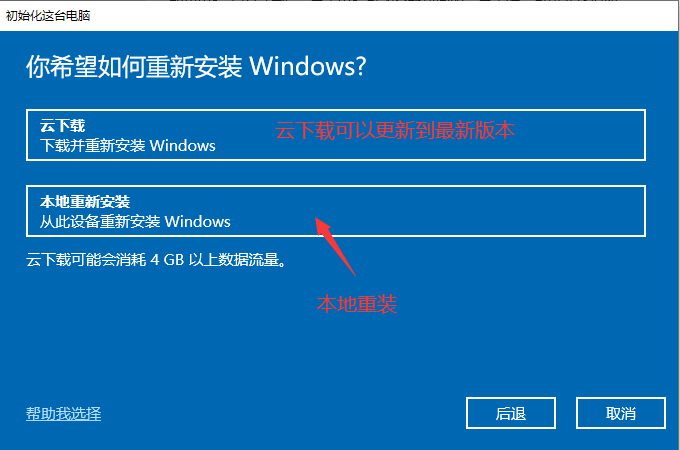 初始化这台电脑
你希望如何重新安装 Windows?
云下载
云下载可以更新到最新版本
下载并重新安装 Windows
本地重新安装
从此设备重新安装 Windows
云下载可能会消耗 4 GB 以上数据流量。
本地重装
帮助我选择
后退
取消